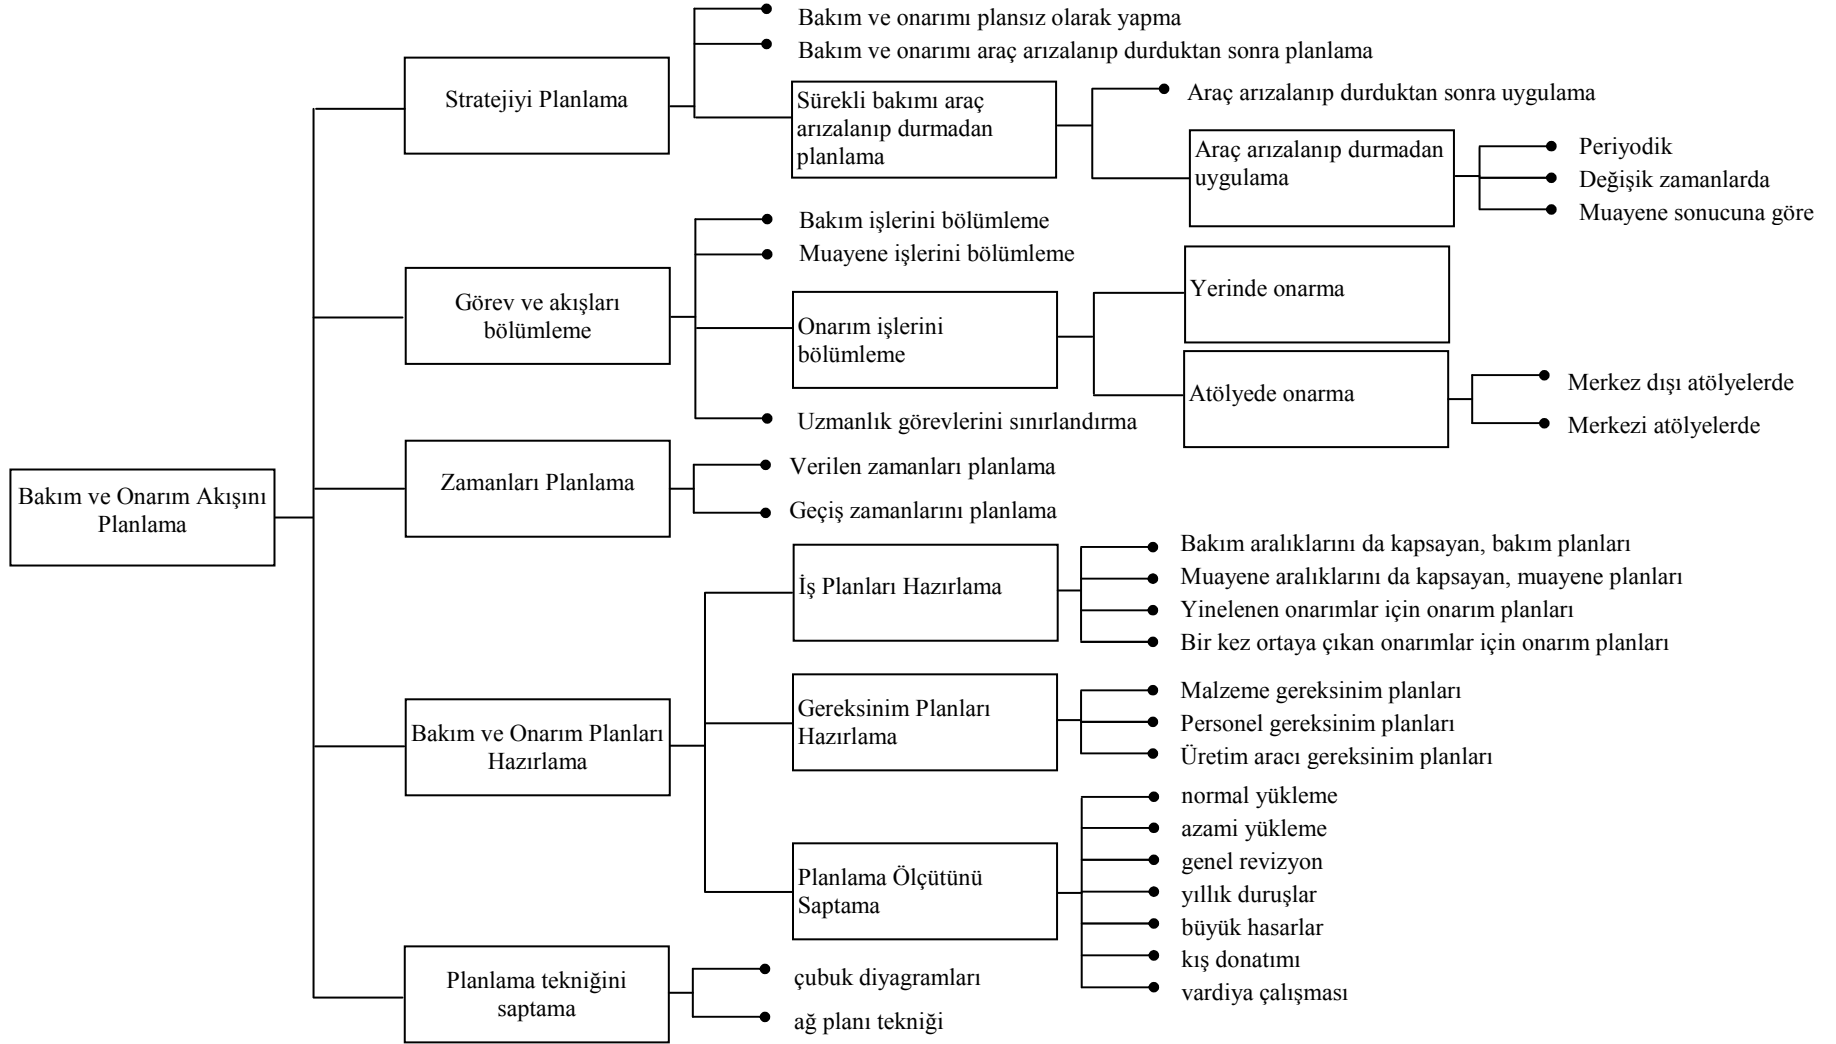 Bakım ve Onarım Akışını
Planlama
Stratejiyi Planlama
Bakım ve onarımı plansız olarak yapma
Bakım ve onarımı araç arızalanıp durduktan sonra planlama
Sürekli bakımı araç
arızalanıp durmadan
planlama
Araç arızalanıp durduktan sonra uygulama
Araç arızalanıp durmadan
uygulama
Periyodik
Değişik zamanlarda
Muayene sonucuna göre
Görev ve akışları
bölümleme
Bakım işlerini bölümleme
Muayene işlerini bölümleme
Onarım işlerini
bölümleme
Yerinde onarma
Atölyede onarma
Merkez dışı atölyelerde
Merkezi atölyelerde
Uzmanlık görevlerini sınırlandırma
Zamanları Planlama
Verilen zamanları planlama
Geçiş zamanlarını planlama
Bakım ve Onarım Planları
Hazırlama
İş Planları Hazırlama
Bakım aralıklarını da kapsayan, bakım planları
Muayene aralıklarını da kapsayan, muayene planları
Yinelenen onarımlar için onarım planları
Bir kez ortaya çıkan onarımlar için onarım planları
Gereksinim Planları
Hazırlama
Malzeme gereksinim planları
Personel gereksinim planları
Üretim aracı gereksinim planları
Planlama Ölçütünü
Saptama
normal yükleme
azami yükleme
genel revizyon
yıllık duruşlar
büyük hasarlar
kış donatımı
vardiya çalışması
Planlama tekniğini
saptama
çubuk diyagramları
ağ planı tekniği